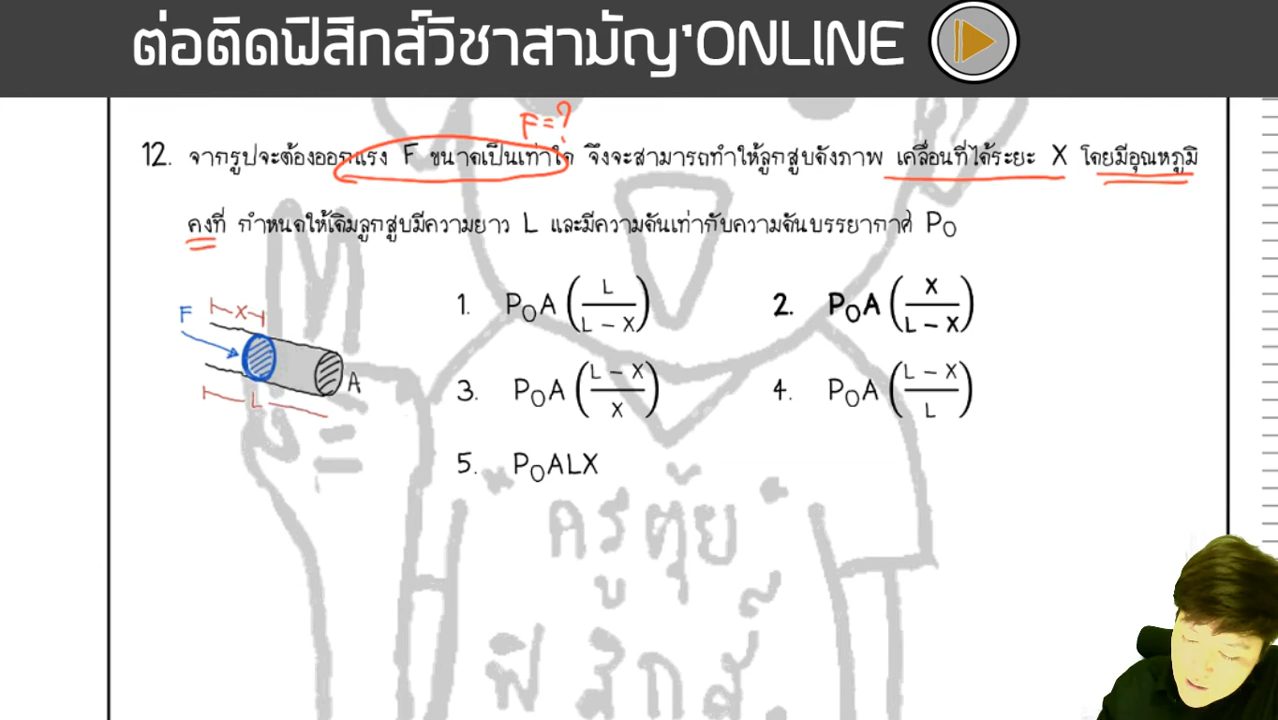 ต่อติดฟิสิกส์วิชาสามัญ'ONLINE
F=?
12. จากรูปจะต้องออกแรง F ขนาดเป็นเท่าใด จึงจะสามารถทำให้ลูกสูบดังภาพ เคลื่อนที่ได้ระยะ X โดยมีอุณหภูมิ
คงที่ กำหนดให้เดิมลูกสูบมีความยาว L และมีความดันเท่ากับความดันบรรยากาศ P₀
F
X
L
A
1. P₀A (L / L - X)
2. P₀A (X / L - X)
3. P₀A (L - X / X)
4. P₀A (L - X / L)
5. P₀ALX
"ครูตุ้ย
ฟิสิกส์